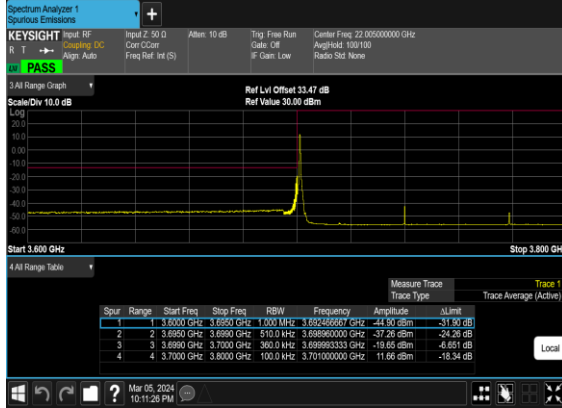 Spectrum Analyzer 1
Spurious Emissions
+
KEYSIGHT Input: RF Input Z: 50 Ω Atten: 10 dB Trig: Free Run Center Freq: 22.005000000 GHz
R T Coupling: DC Corr CCorr Gate: Off Avg|Hold: 100/100
Align: Auto Freq Ref: Int (S) IF Gain: Low Radio Std: None
PASS
3 All Range Graph
Ref Lvl Offset 33.47 dB
Scale/Div 10.0 dB Ref Value 30.00 dBm
Log
20.0
10.0
0.00
-10.0
-20.0
-30.0
-40.0
-50.0
-60.0
Start 3.600 GHz Stop 3.800 GH
4 All Range Table
Measure Trace Trace 1
Trace Type Trace Average (Active)
Spur Range Start Freq Stop Freq RBW Frequency Amplitude ΔLimit
1 1 3.6000 GHz 3.6950 GHz 1.000 MHz 3.692466667 GHz -44.90 dBm -31.90 dB
2 2 3.6950 GHz 3.6990 GHz 510.0 kHz 3.698960000 GHz -37.26 dBm -24.26 dB
3 3 3.6990 GHz 3.7000 GHz 360.0 kHz 3.699993333 GHz -19.65 dBm -6.651 dB
4 4 3.7000 GHz 3.8000 GHz 100.0 kHz 3.701000000 GHz 11.66 dBm -18.34 dB
Local
? Mar 05, 2024
10:11:26 PM